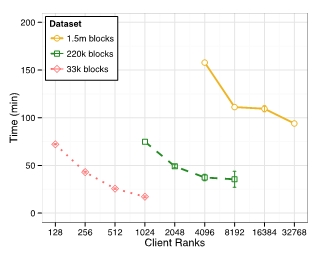 Dataset
1.5m blocks
220k blocks
33k blocks
Time (min)
200
150
100
50
0
128 256 512 1024 2048 4096 8192 16384 32768
Client Ranks